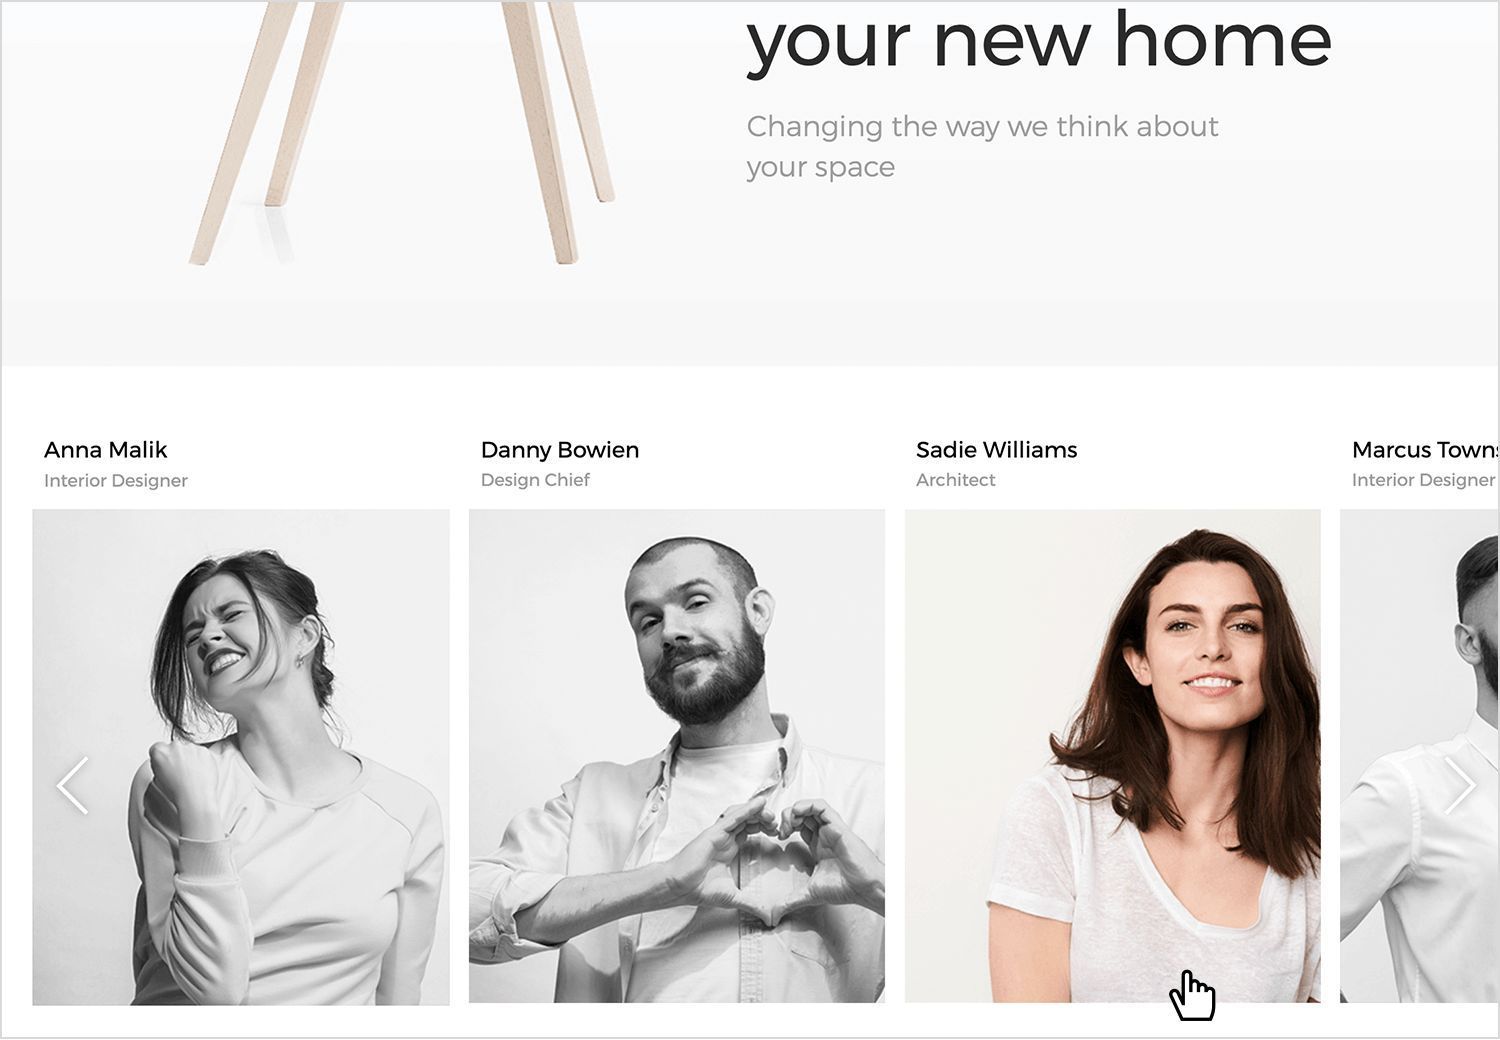 your new home
Changing the way we think about
your space
Anna Malik
Interior Designer
Danny Bowien
Design Chief
Sadie Williams
Architect
Marcus
Interior Designer